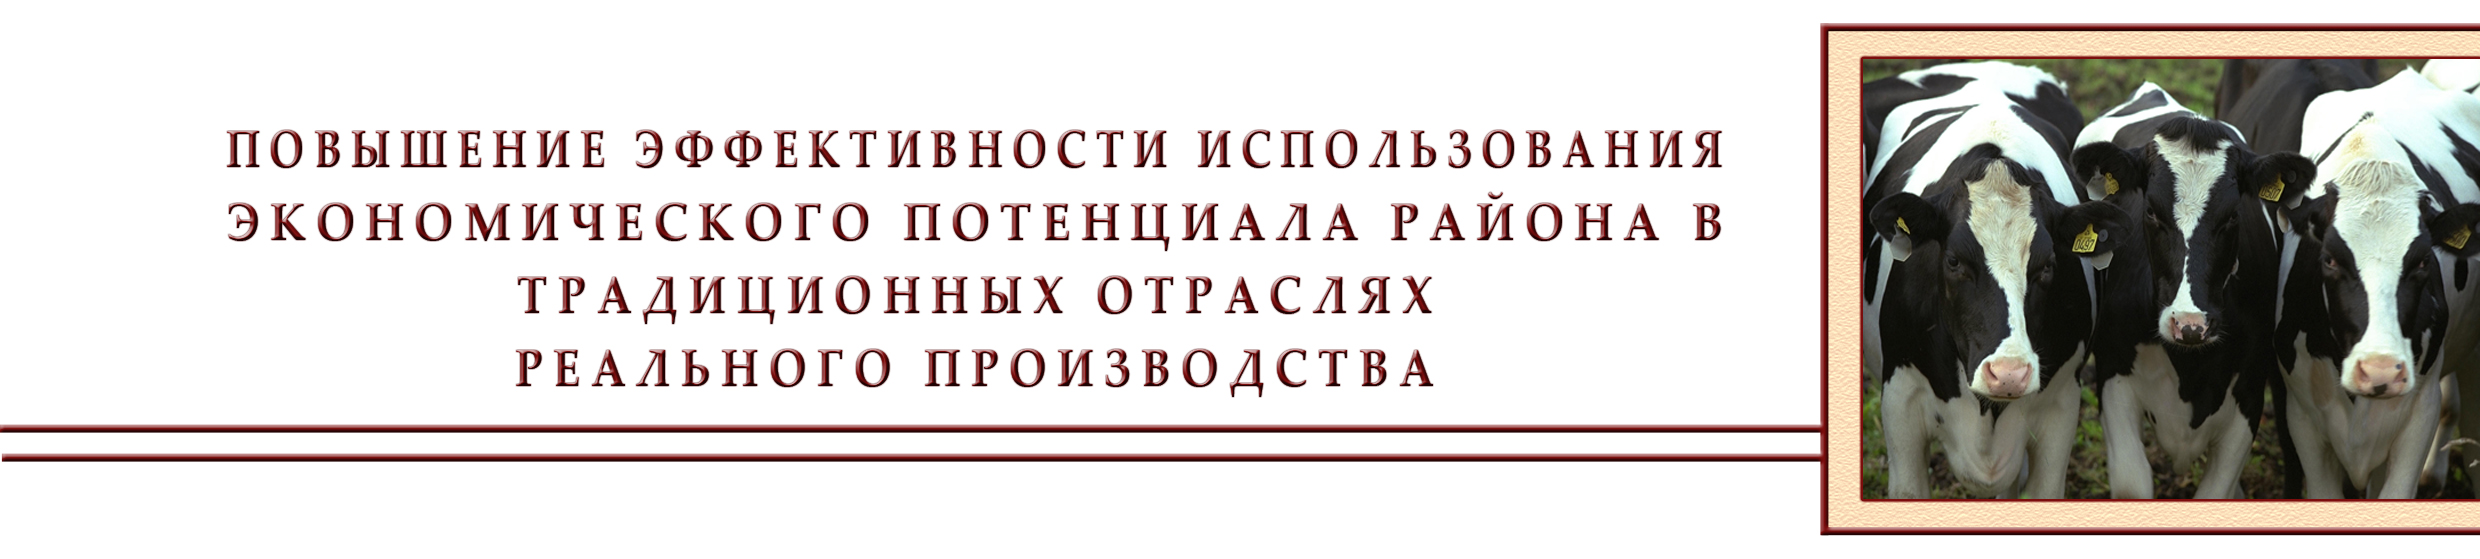 ПОВЫШЕНИЕ ЭФФЕКТИВНОСТИ ИСПОЛЬЗОВАНИЯ
ЭКОНОМИЧЕСКОГО ПОТЕНЦИАЛА РАЙОНА В
ТРАДИЦИОННЫХ ОТРАСЛЯХ
РЕАЛЬНОГО ПРОИЗВОДСТВА